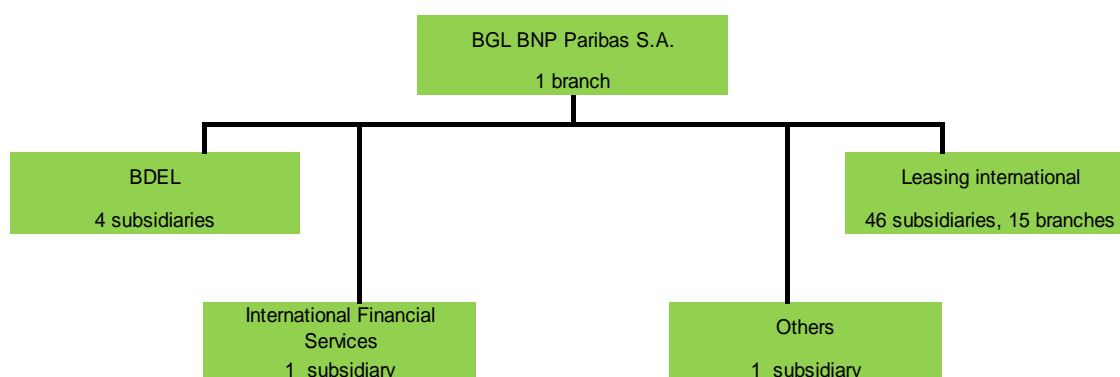 BGL BNP Paribas S.A.
1 branch
BDEL
4 subsidiaries
Leasing international
46 subsidiaries, 15 branches
International Financial
Services
1 subsidiary
Others
1 subsidiary